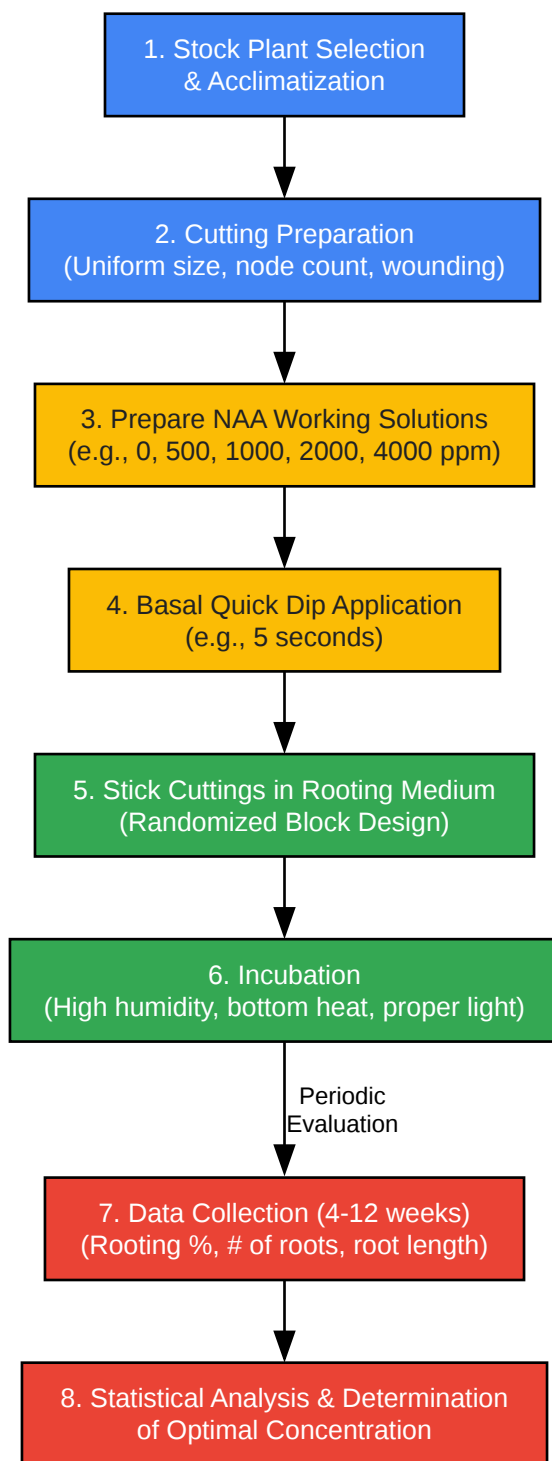 1. Stock Plant Selection
& Acclimatization
2. Cutting Preparation
(Uniform size, node count, wounding)
3. Prepare NAA Working Solutions
(e.g., 0, 500, 1000, 2000, 4000 ppm)
4. Basal Quick Dip Application
(e.g., 5 seconds)
5. Stick Cuttings in Rooting Medium
(Randomized Block Design)
6. Incubation
(High humidity, bottom heat, proper light)
Periodic
Evaluation
7. Data Collection (4-12 weeks)
(Rooting %, # of roots, root length)
8. Statistical Analysis & Determination
of Optimal Concentration